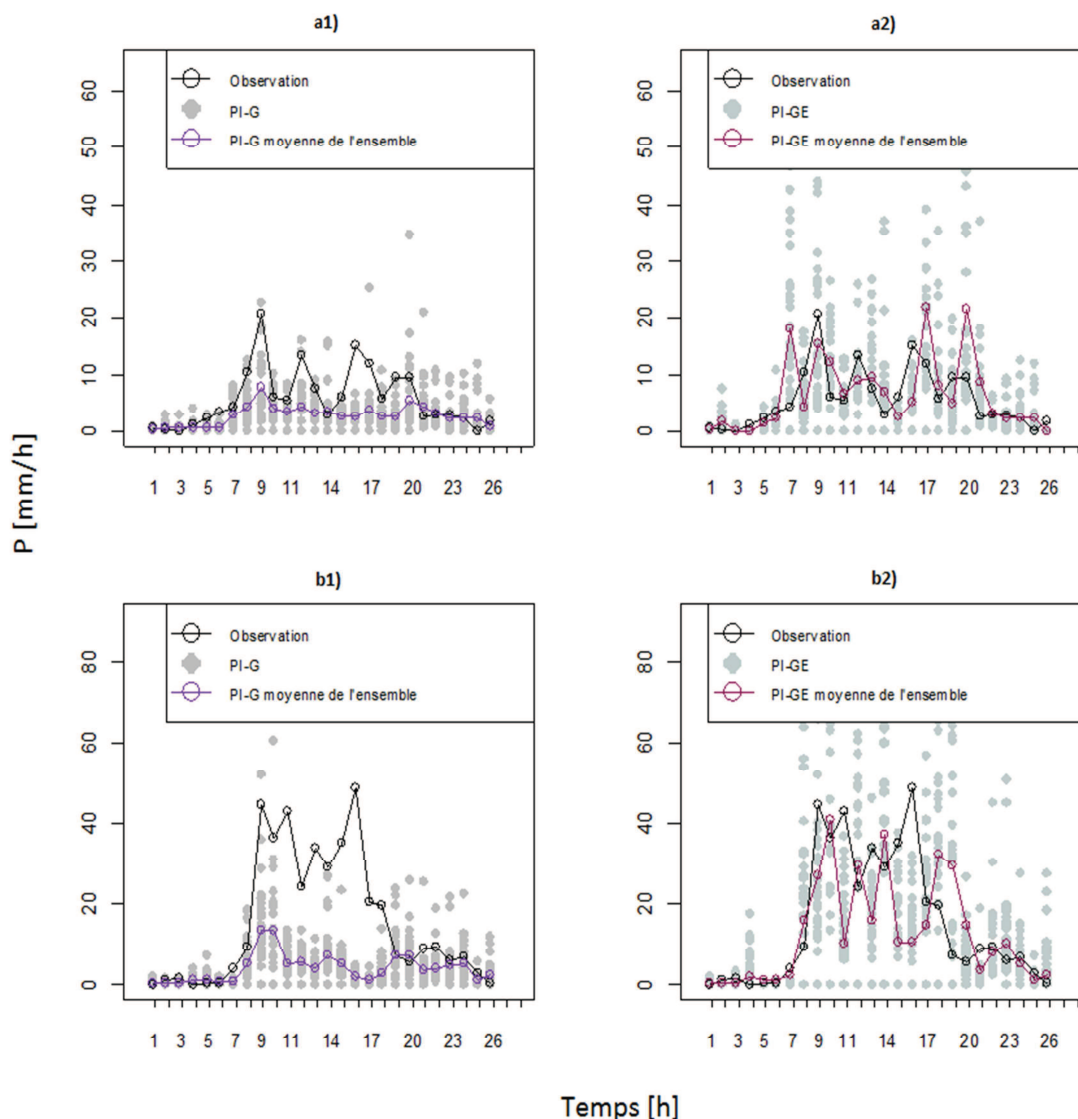 a1)
Observation
PI-G
PI-G moyenne de l'ensemble
60
50
40
30
20
10
0
1 3 5 7 9 11 14 17 20 23 26
a2)
Observation
PI-GE
PI-GE moyenne de l'ensemble
60
50
40
30
20
10
0
1 3 5 7 9 11 14 17 20 23 26
P [mm/h]
b1)
Observation
PI-G
PI-G moyenne de l'ensemble
80
60
40
20
0
1 3 5 7 9 11 14 17 20 23 26
b2)
Observation
PI-GE
PI-GE moyenne de l'ensemble
80
60
40
20
0
1 3 5 7 9 11 14 17 20 23 26
Temps [h]